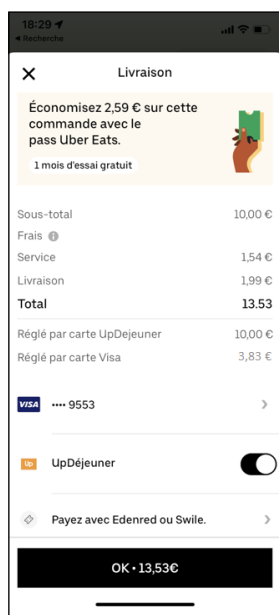 18:29
◀ Recherche
Livraison
Économisez 2,59 € sur cette
commande avec le
pass Uber Eats.
1 mois d'essai gratuit
Sous-total 10,00 €
Frais
Service 1,54 €
Livraison 1,99 €
Total 13.53
Réglé par carte UpDejeuner 10,00 €
Réglé par carte Visa 3,83 €
VISA •••• 9553
Up UpDéjeuner
Payez avec Edenred ou Swile.
OK • 13,53€